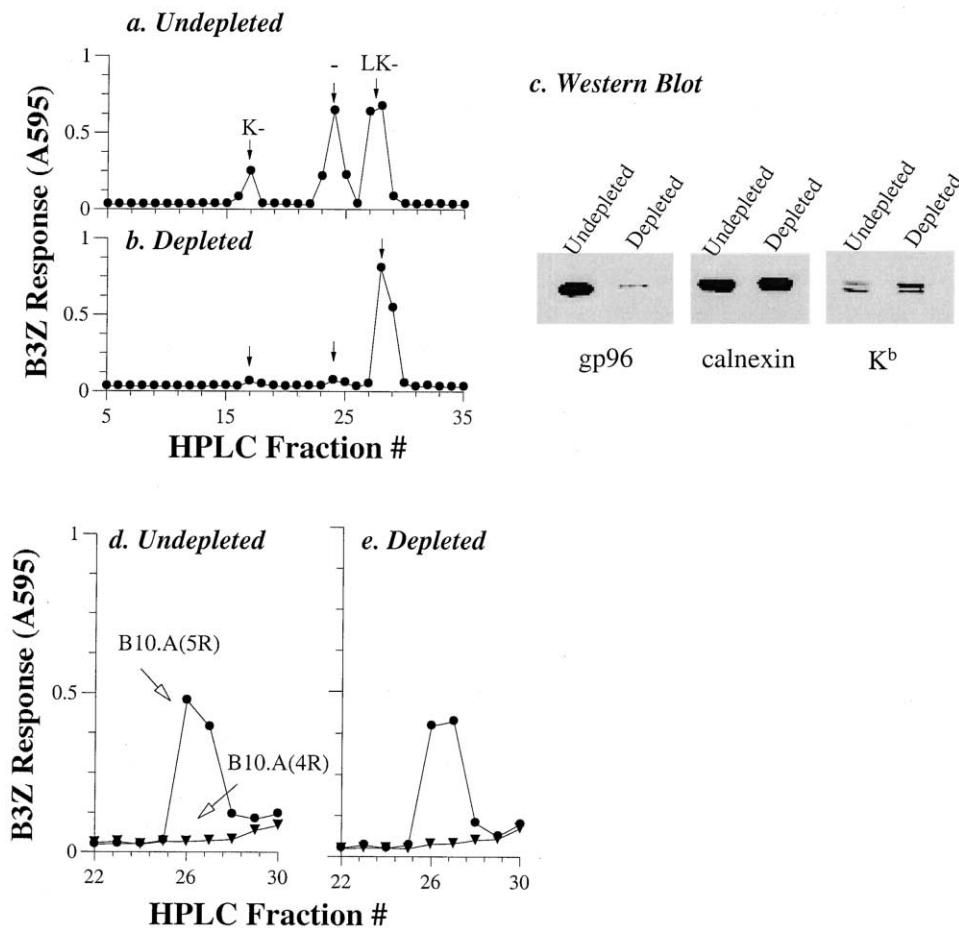 a. Undepleted
1
0.5
0
K-
-
LK-
b. Depleted
1
0.5
0
5
15
25
35
B3Z Response (A595)
HPLC Fraction #
c. Western Blot
Undepleted
Depleted
Undepleted
Depleted
Undepleted
Depleted
gp96
calnexin
Kᵇ
d. Undepleted
1
0.5
0
B10.A(5R)
B10.A(4R)
22
26
30
e. Depleted
22
26
30
B3Z Response (A595)
HPLC Fraction #